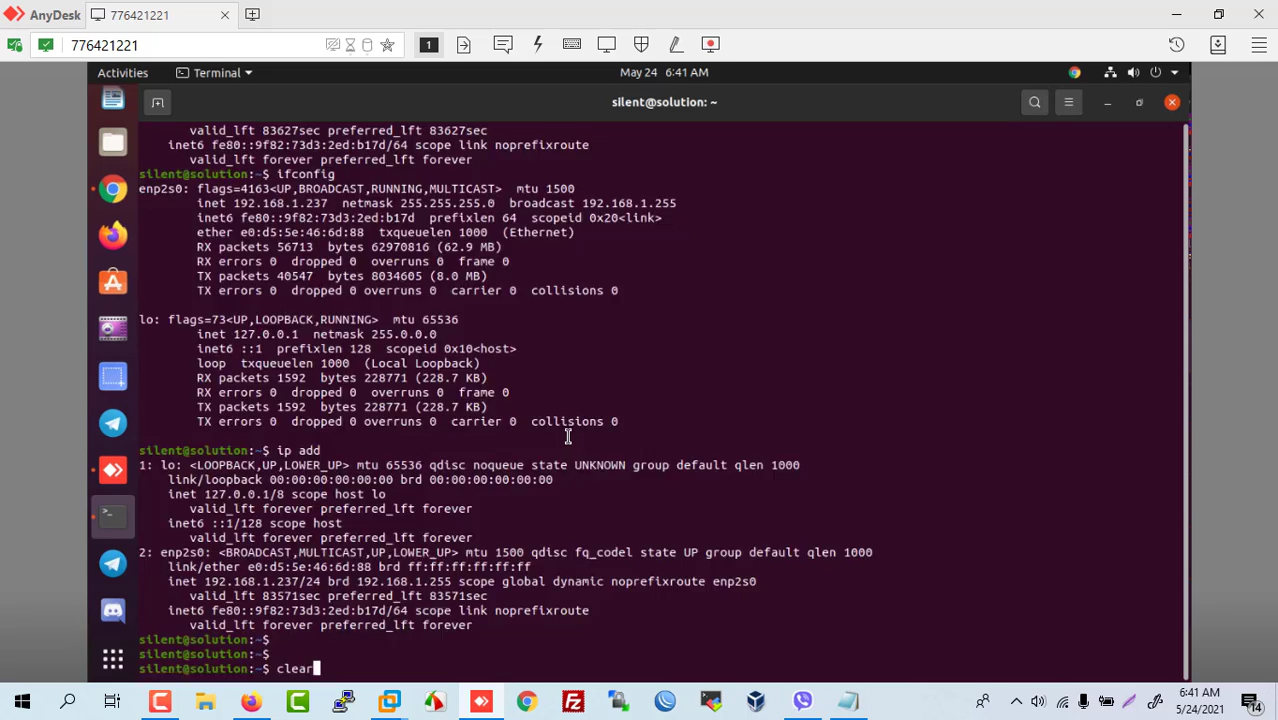 AnyDesk
776421221
776421221
1
Activities
Terminal
May 24 6:41 AM
silent@solution: ~
valid_lft 83627sec preferred_lft 83627sec
inet6 fe80::9f82:73d3:2ed:b17d/64 scope link noprefixroute
valid_lft forever preferred_lft forever
silent@solution:~$ ifconfig
enp2s0: flags=4163<UP,BROADCAST,RUNNING,MULTICAST>  mtu 1500
inet 192.168.1.237  netmask 255.255.255.0  broadcast 192.168.1.255
inet6 fe80::9f82:73d3:2ed:b17d  prefixlen 64  scopeid 0x20<link>
ether e0:d5:5e:46:6d:88  txqueuelen 1000  (Ethernet)
RX packets 56713  bytes 62970816 (62.9 MB)
RX errors 0  dropped 0  overruns 0  frame 0
TX packets 40547  bytes 8034605 (8.0 MB)
TX errors 0  dropped 0 overruns 0  carrier 0  collisions 0
lo: flags=73<UP,LOOPBACK,RUNNING>  mtu 65536
inet 127.0.0.1  netmask 255.0.0.0
inet6 ::1  prefixlen 128  scopeid 0x10<host>
loop  txqueuelen 1000  (Local Loopback)
RX packets 1592  bytes 228771 (228.7 KB)
RX errors 0  dropped 0  overruns 0  frame 0
TX packets 1592  bytes 228771 (228.7 KB)
TX errors 0  dropped 0 overruns 0  carrier 0  collisions 0
silent@solution:~$ ip add
1: lo: <LOOPBACK,UP,LOWER_UP> mtu 65536 qdisc noqueue state UNKNOWN group default qlen 1000
link/loopback 00:00:00:00:00:00 brd 00:00:00:00:00:00
inet 127.0.0.1/8 scope host lo
valid_lft forever preferred_lft forever
inet6 ::1/128 scope host
valid_lft forever preferred_lft forever
2: enp2s0: <BROADCAST,MULTICAST,UP,LOWER_UP> mtu 1500 qdisc fq_codel state UP group default qlen 1000
link/ether e0:d5:5e:46:6d:88 brd ff:ff:ff:ff:ff:ff
inet 192.168.1.237/24 brd 192.168.1.255 scope global dynamic noprefixroute enp2s0
valid_lft 83571sec preferred_lft 83571sec
inet6 fe80::9f82:73d3:2ed:b17d/64 scope link noprefixroute
valid_lft forever preferred_lft forever
silent@solution:~$
silent@solution:~$
silent@solution:~$ clear
6:41 AM
5/24/2021
14